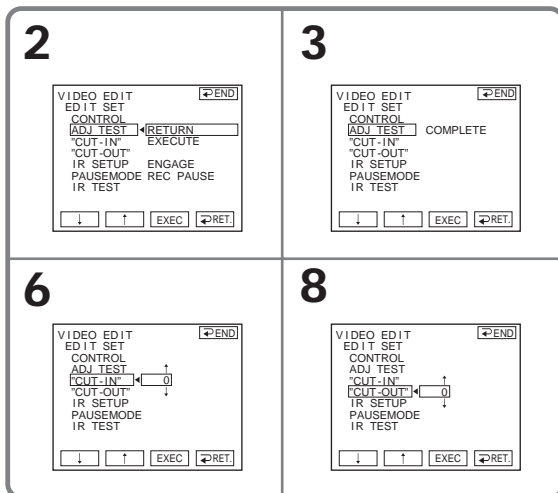 2
VIDEO EDIT ⮌END
EDIT SET
CONTROL
ADJ TEST RETURN
"CUT-IN" EXECUTE
"CUT-OUT"
IR SETUP ENGAGE
PAUSEMODE REC PAUSE
IR TEST
↓ ↑ EXEC ⮌RET.
3
VIDEO EDIT ⮌END
EDIT SET
CONTROL
ADJ TEST COMPLETE
"CUT-IN"
"CUT-OUT"
IR SETUP
PAUSEMODE
IR TEST
↓ ↑ EXEC ⮌RET.
6
VIDEO EDIT ⮌END
EDIT SET
CONTROL
ADJ TEST ↑
"CUT-IN" 0
"CUT-OUT" ↓
IR SETUP
PAUSEMODE
IR TEST
↓ ↑ EXEC ⮌RET.
8
VIDEO EDIT ⮌END
EDIT SET
CONTROL
ADJ TEST
"CUT-IN" ↑
"CUT-OUT" 0
IR SETUP ↓
PAUSEMODE
IR TEST
↓ ↑ EXEC ⮌RET.